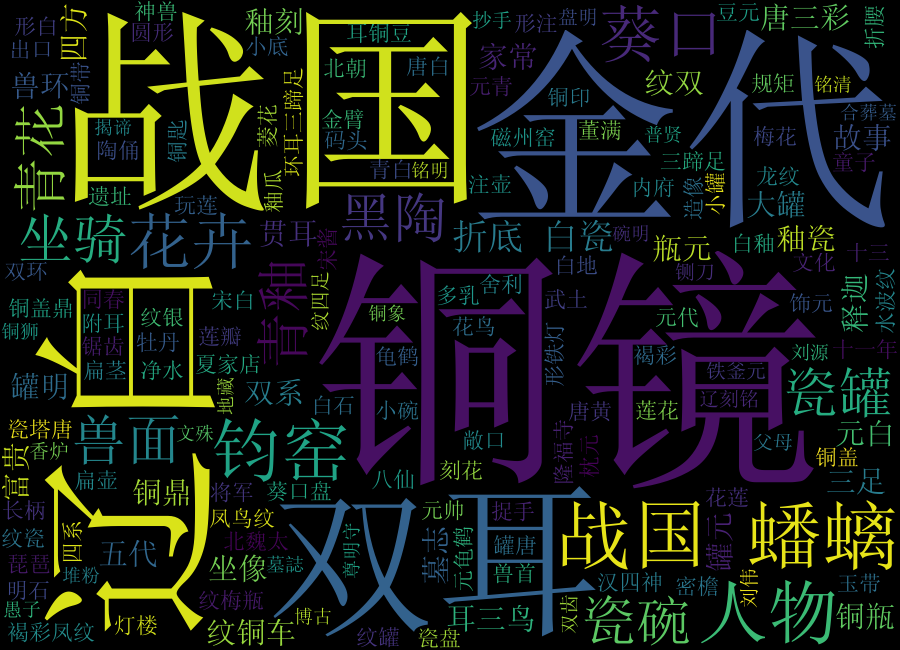 形白
出口
四方
神兽
圆形
釉刻
小底
耳铜豆
抄手
形注
盘明
葵口
豆元
唐三彩
折腰
兽环
铜带
战国
北朝
唐白
家常
元青
金代
纹双
规矩
铭清
青花
揭谛
陶俑
铜匙
菱花
环耳三蹄足
金臂
码头
铜印
磁州窑
董满
普贤
梅花
合葬墓
故事
童子
青白
铭明
三蹄足
龙纹
遗址
玩莲
釉瓜
注壶
内府
造像
小罐
大罐
坐骑
花卉
贯耳
宋酱
黑陶
折底
白瓷
碗明
瓶元
白釉
釉瓷
十三
双环
白地
铡刀
文化
铜盖鼎
铜狮
同春
附耳
锯齿
扁茎
纹银
牡丹
净水
宋白
莲瓣
夏家店
青釉
纹四足
铜镜
铜象
多乳
舍利
武士
花鸟
元代
饰元
释迦
水波纹
辽
旧
龟鹤
形铁灯
褐彩
刘源
十一年
罐明
双系
地藏
白石
小碗
唐黄
莲花
铁釜元
辽刻铭
瓷罐
瓷塔唐
香炉
兽面
文殊
钧窑
敞口
隆福寺
枕元
父母
元白
铜盖
富贵
扁壶
铜鼎
将军
葵口盘
八仙
刻花
三足
长柄
纹瓷
四系
凤鸟纹
双耳
元帅
捉手
花莲
罐元
战国
蟠螭
琵琶
五代
北魏太
尊明
墓志
元龟鹤
罐唐
兽首
明石
堆粉
坐像
墓誌
汉四神
密檐
刘伟
玉带
愚子
褐彩凤纹
灯楼
纹梅瓶
纹铜车
博古
纹罐
瓷盘
耳三鸟
双齿
瓷碗
人物
铜瓶